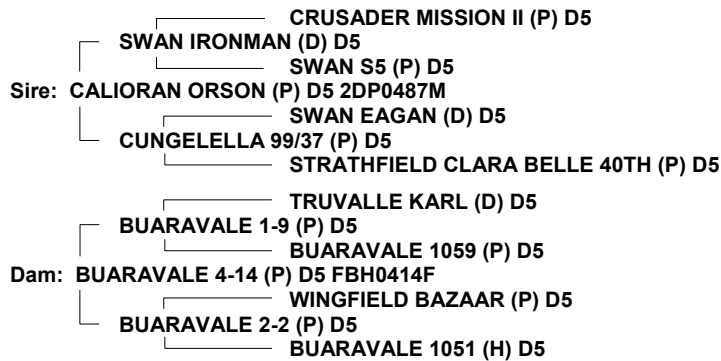 CRUSADER MISSION II (P) D5
SWAN IRONMAN (D) D5
SWAN S5 (P) D5
Sire: CALIORAN ORSON (P) D5 2DP0487M
SWAN EAGAN (D) D5
CUNGELELLA 99/37 (P) D5
STRATHFIELD CLARA BELLE 40TH (P) D5
TRUVALLE KARL (D) D5
BUARAVALE 1-9 (P) D5
BUARAVALE 1059 (P) D5
Dam: BUARAVALE 4-14 (P) D5 FBH0414F
WINGFIELD BAZAAR (P) D5
BUARAVALE 2-2 (P) D5
BUARAVALE 1051 (H) D5